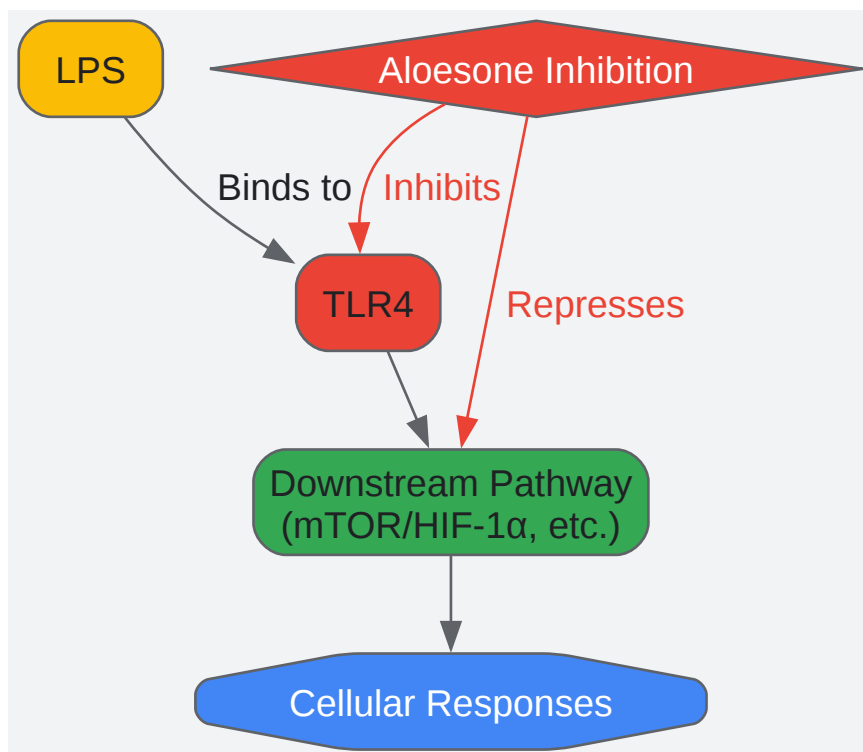 LPS
Aloesone Inhibition
Binds to
Inhibits
TLR4
Represses
Downstream Pathway
(mTOR/HIF-1α, etc.)
Cellular Responses